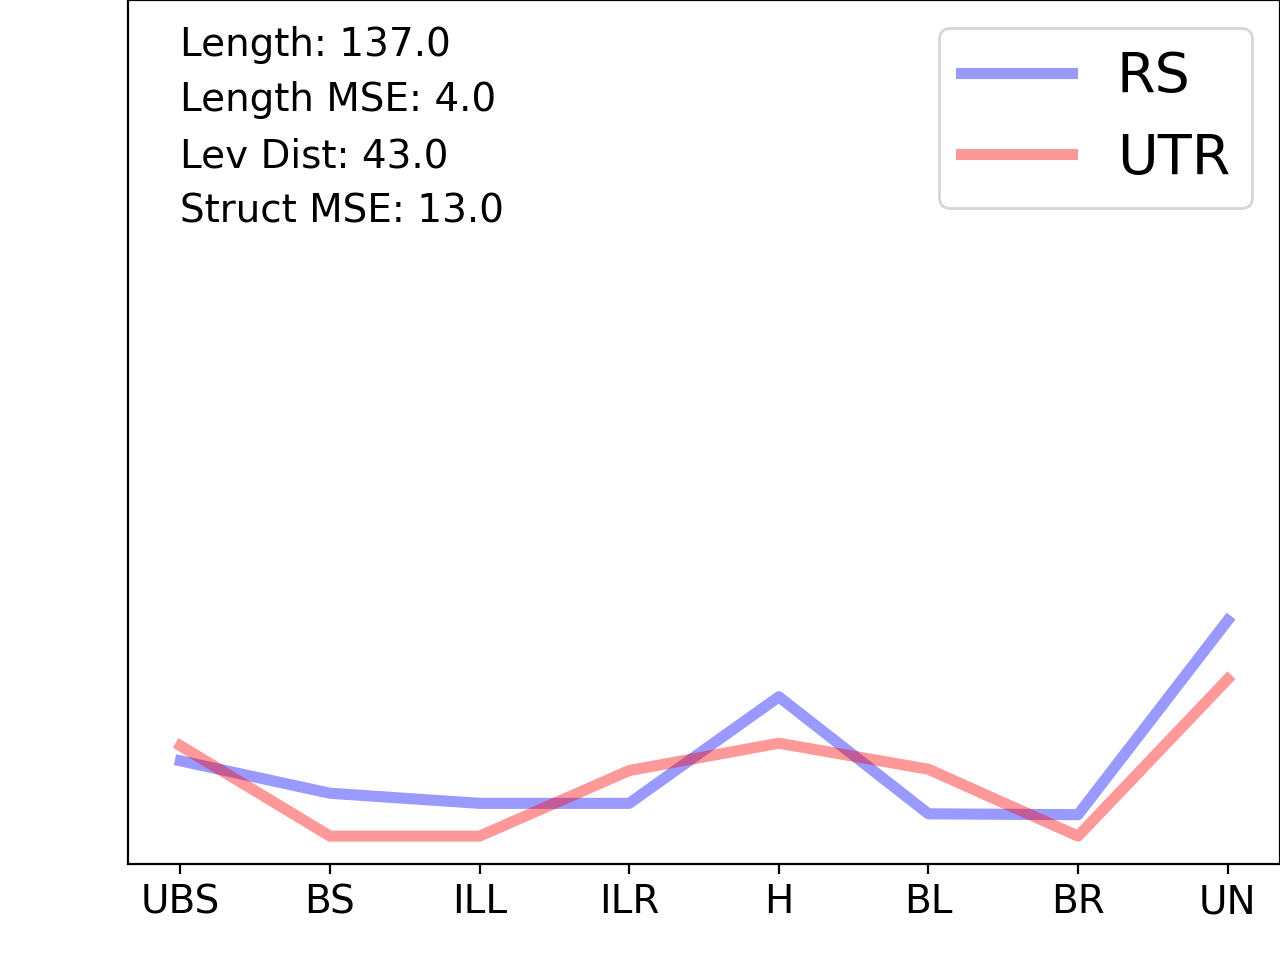 Length: 137.0
Length MSE: 4.0
Lev Dist: 43.0
Struct MSE: 13.0
RS
UTR
UBS BS ILL ILR H BL BR UN